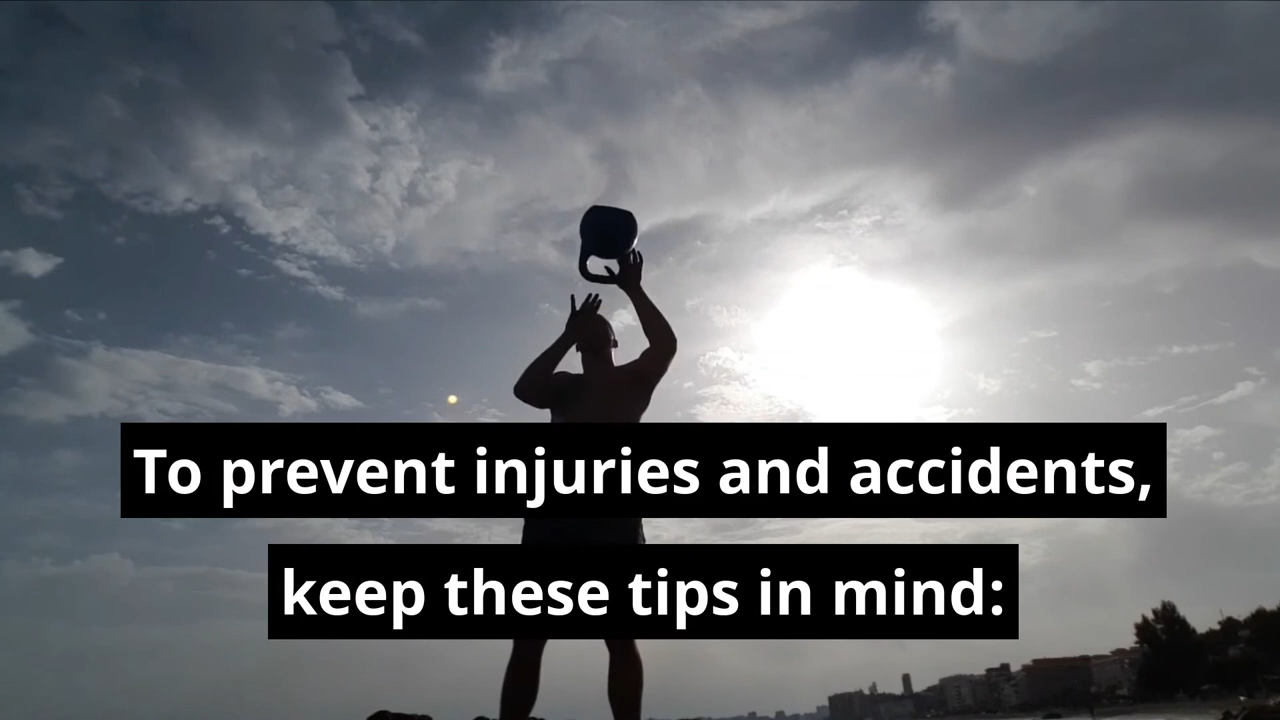 To prevent injuries and accidents,
keep these tips in mind: